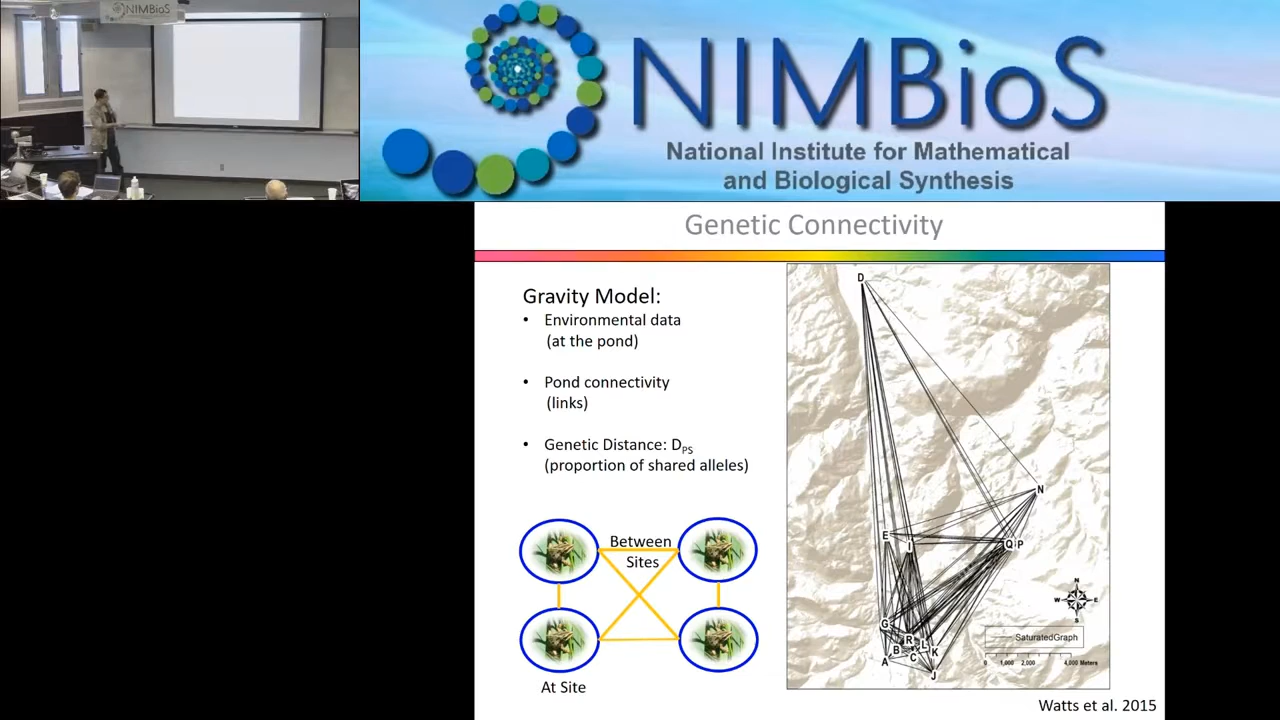 NIMBioS
NIMBioS
National Institute for Mathematical
and Biological Synthesis
Genetic Connectivity
Gravity Model:
• Environmental data
(at the pond)
• Pond connectivity
(links)
• Genetic Distance: DPS
(proportion of shared alleles)
Between
Sites
At Site
D
N
E
I
Q P
G
R
B
L
K
A
C
J
N
W E
S
SaturatedGraph
0 1,000 2,000 4,000 Meters
Watts et al. 2015